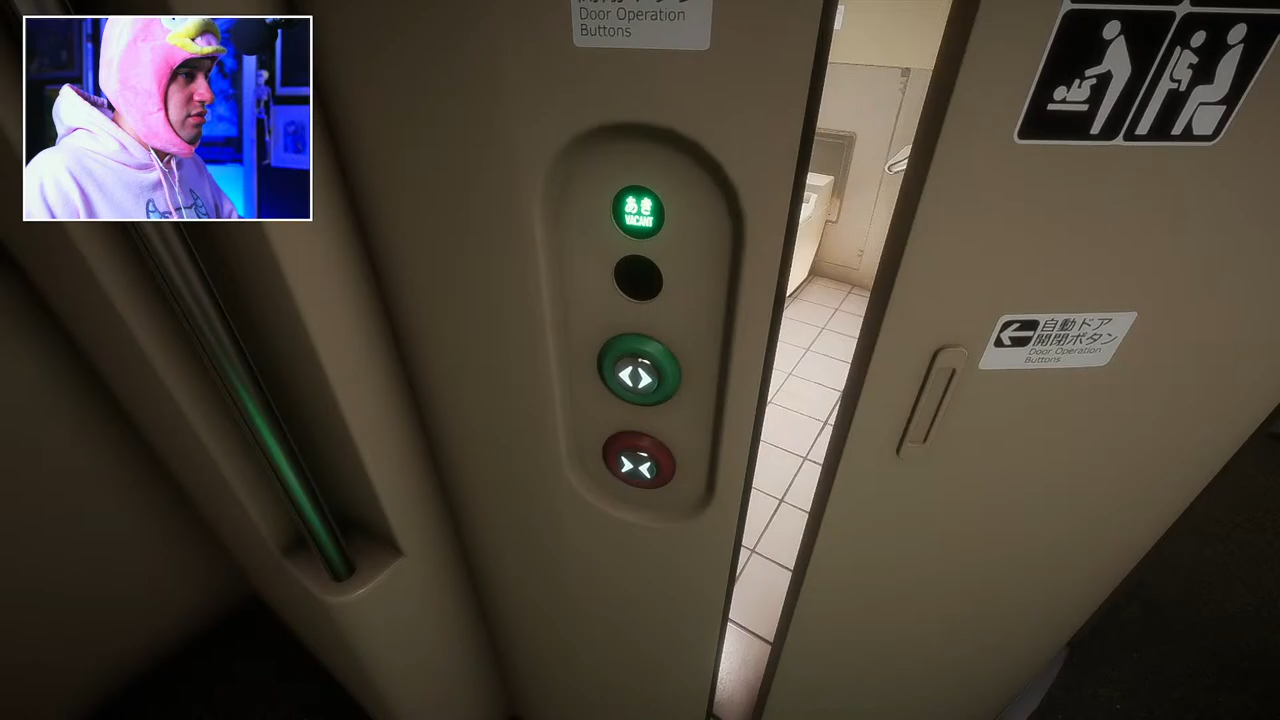 Door Operation
Buttons
あき
VACANT
自動ドア
開閉ボタン
Door Operation
Buttons